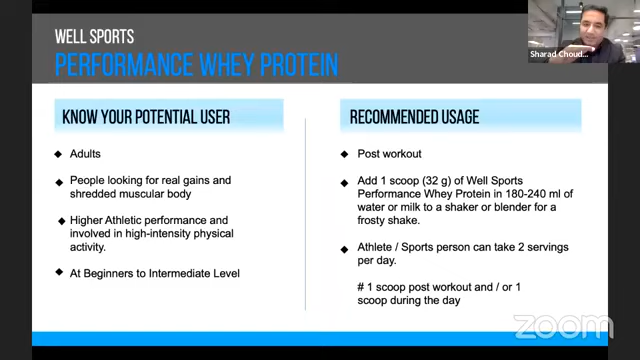 WELL SPORTS
PERFORMANCE WHEY PROTEIN
Sharad Choud...
KNOW YOUR POTENTIAL USER
Adults
People looking for real gains and
shredded muscular body
Higher Athletic performance and
involved in high-intensity physical
activity.
At Beginners to Intermediate Level
RECOMMENDED USAGE
Post workout
Add 1 scoop (32 g) of Well Sports
Performance Whey Protein in 180-240 ml of
water or milk to a shaker or blender for a
frosty shake.
Athlete / Sports person can take 2 servings
per day.
# 1 scoop post workout and / or 1
scoop during the day
zoom